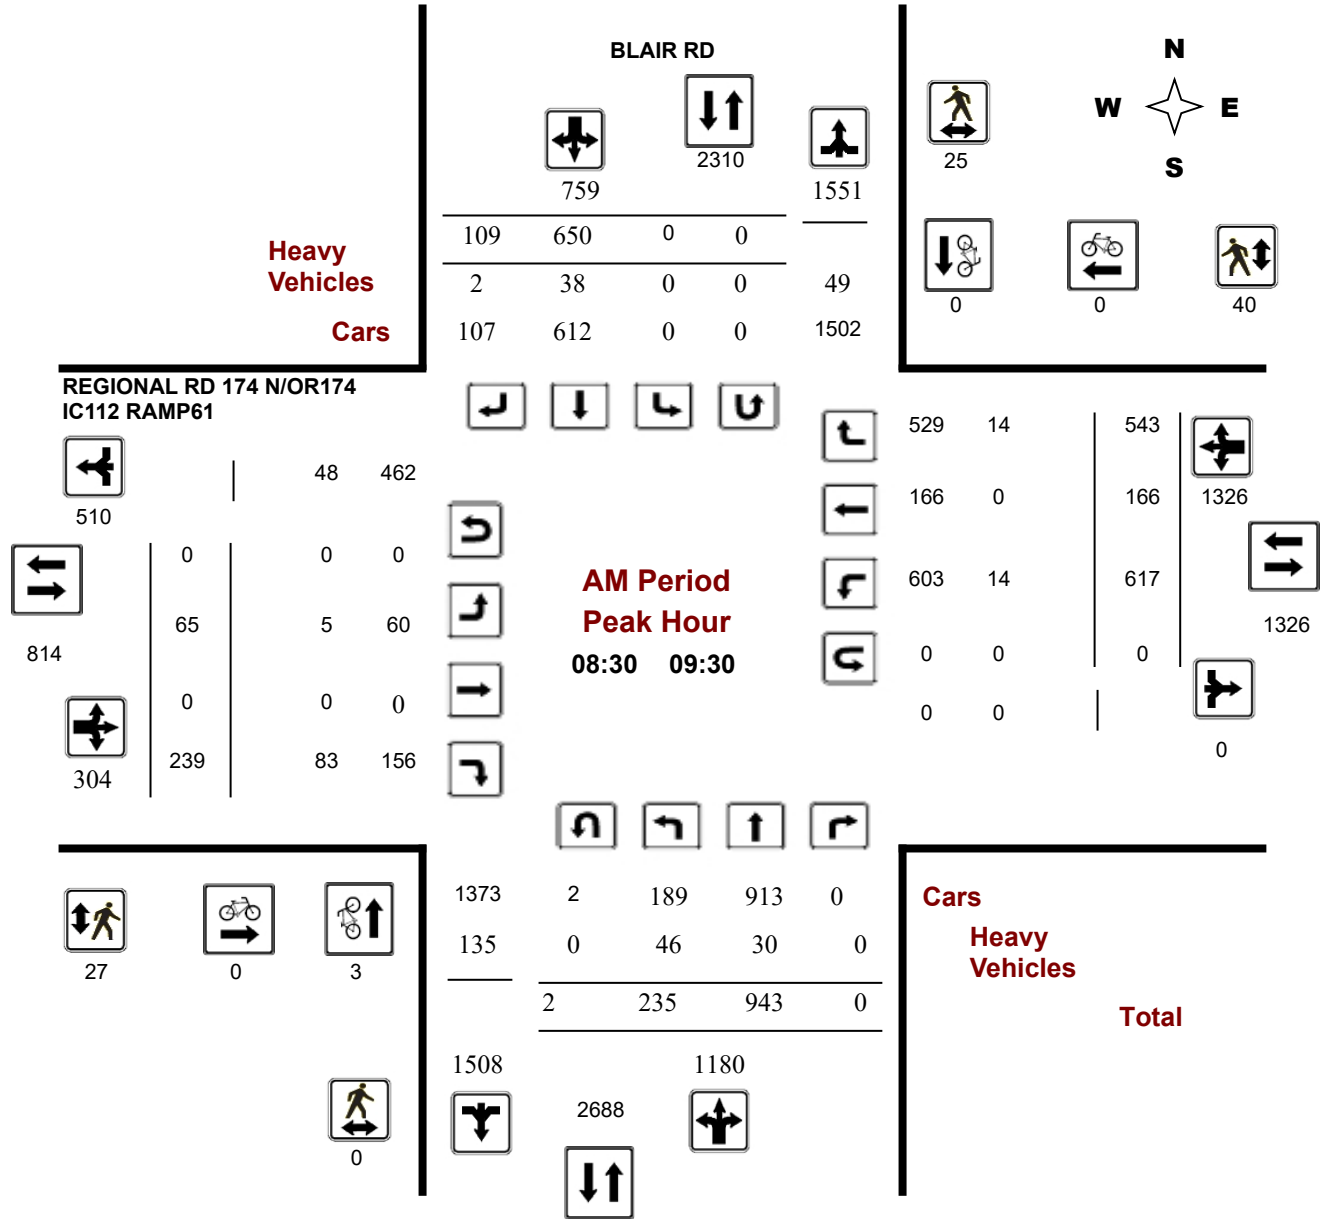 BLAIR RD
N
W E
S
2310
25
759
1551
109 650 0 0
Heavy
Vehicles
2 38 0 0 49
0 0 40
Cars
107 612 0 0 1502
REGIONAL RD 174 N/OR174
IC112 RAMP61
529 14 543
48 462
510
166 0 166 1326
0 0 0
AM Period
603 14 617
Peak Hour
65 5 60
1326
814
08:30 09:30
0 0 0
0 0 0
0 0
239 83 156
304
0
1373 2 189 913 0
Cars
135 0 46 30 0
Heavy
Vehicles
27 0 3
2 235 943 0
Total
1508 1180
2688
0